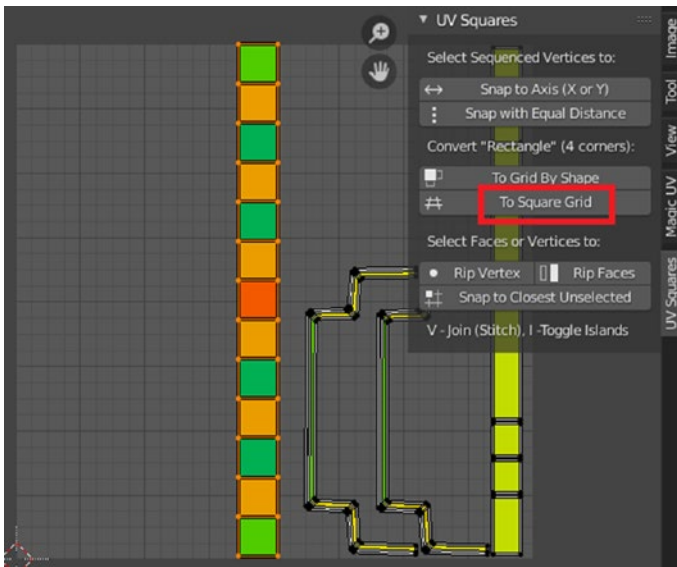 UV Squares
Select Sequenced Vertices to:
Snap to Axis (X or Y)
Snap with Equal Distance
Convert "Rectangle" (4 corners):
To Grid By Shape
To Square Grid
Select Faces or Vertices to:
Rip Vertex Rip Faces
Snap to Closest Unselected
V - Join (Stitch), I -Toggle Islands
Image
Tool
View
Magic UV
UV Squares